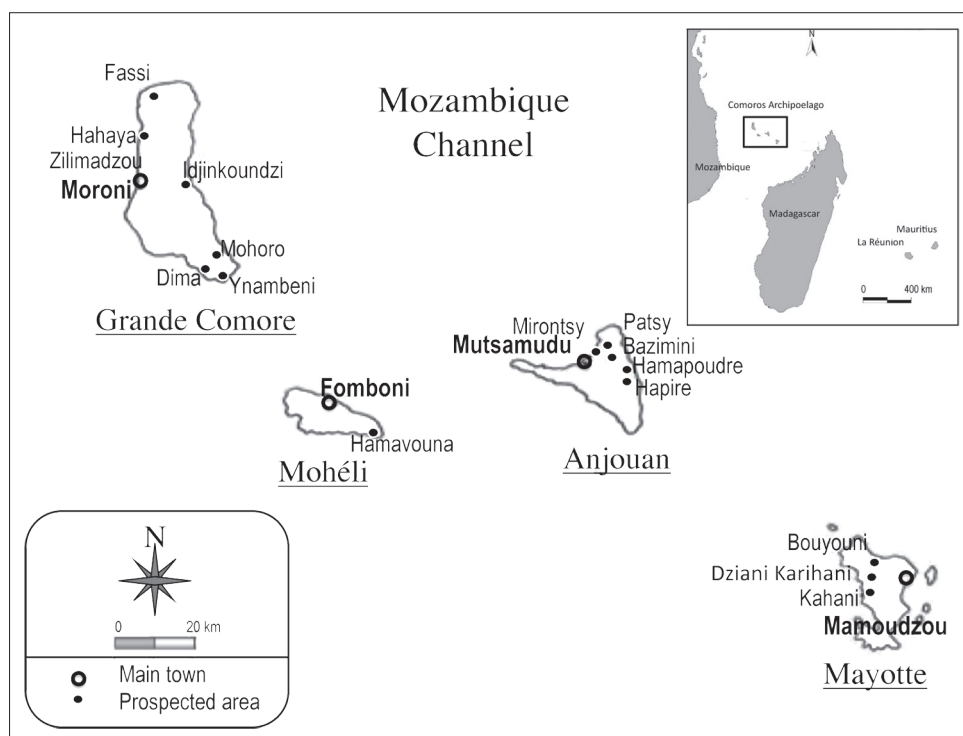 Fassi
Hahaya
Zilimadzou
Moroni
Idjinkoundzi
Mohoro
Dima
Ynambeni
Grande Comore
Mozambique
Channel
N
Comoros Archipoelago
Mozambique
Madagascar
Mauritius
La Réunion
0 400 km
Mirontsy
Patsy
Mutsamudu
Bazimini
Hamapoudre
Hapire
Anjouan
Fomboni
Hamavouna
Mohéli
Bouyouni
Dziani Karihani
Kahani
Mamoudzou
Mayotte
N
0 20 km
Main town
Prospected area